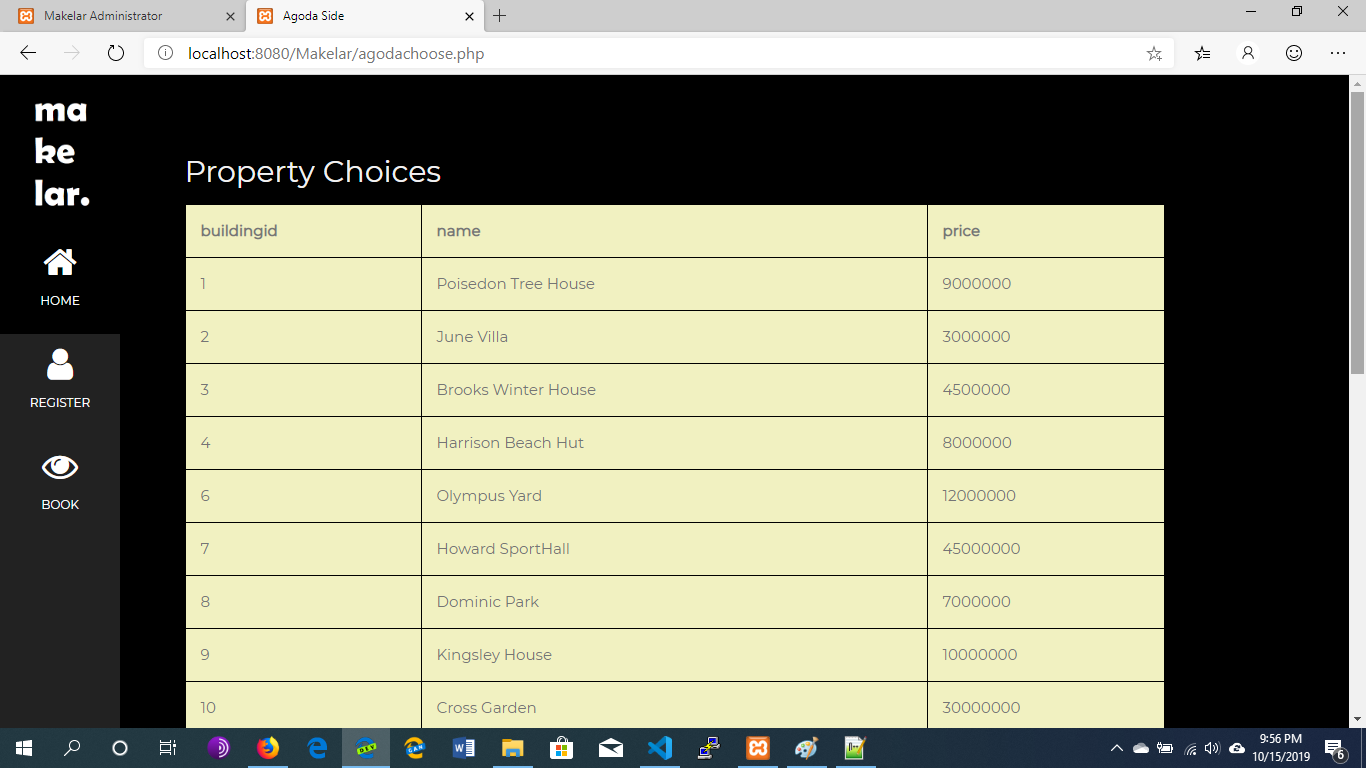 Makelar Administrator
Agoda Side
localhost:8080/Makelar/agodachoose.php
ma
ke
lar.
HOME
REGISTER
BOOK
Property Choices
buildingid name price
1 Poisedon Tree House 9000000
2 June Villa 3000000
3 Brooks Winter House 4500000
4 Harrison Beach Hut 8000000
6 Olympus Yard 12000000
7 Howard SportHall 45000000
8 Dominic Park 7000000
9 Kingsley House 10000000
10 Cross Garden 30000000
DEV
CAN
9:56 PM
10/15/2019
6